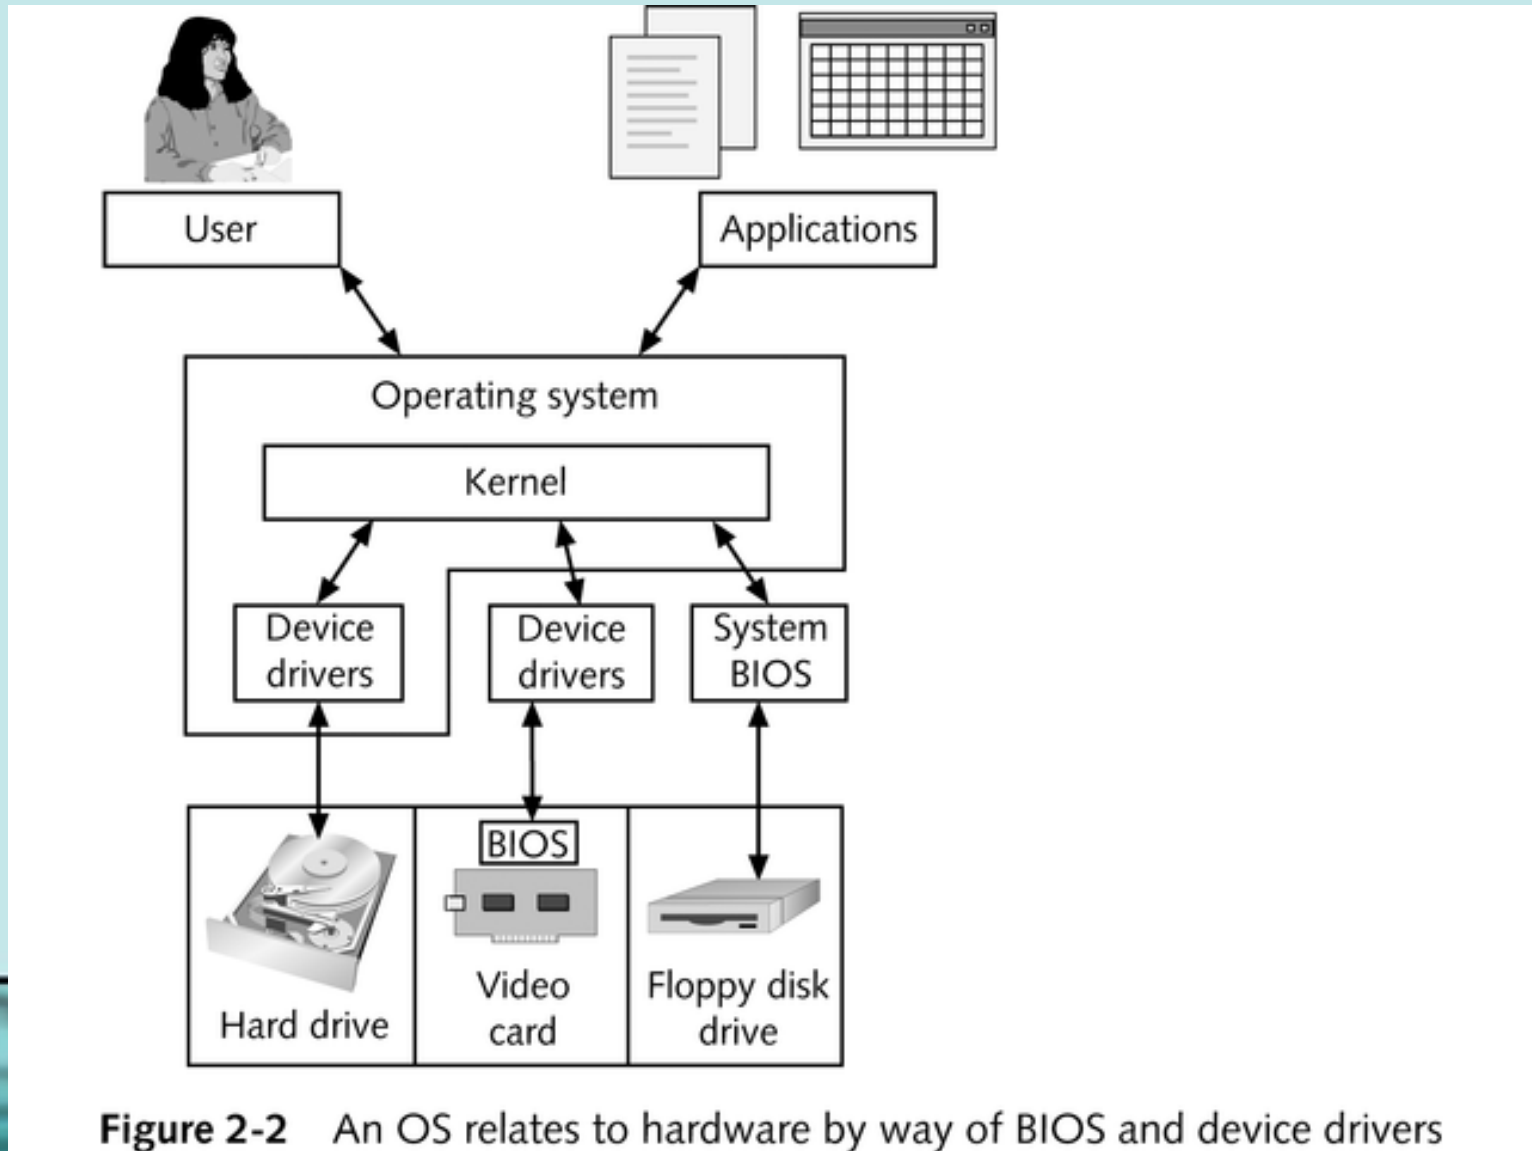 User
Applications
Operating system
Kernel
Device
drivers
Device
drivers
System
BIOS
BIOS
Hard drive
Video
card
Floppy disk
drive
Figure 2-2 An OS relates to hardware by way of BIOS and device drivers